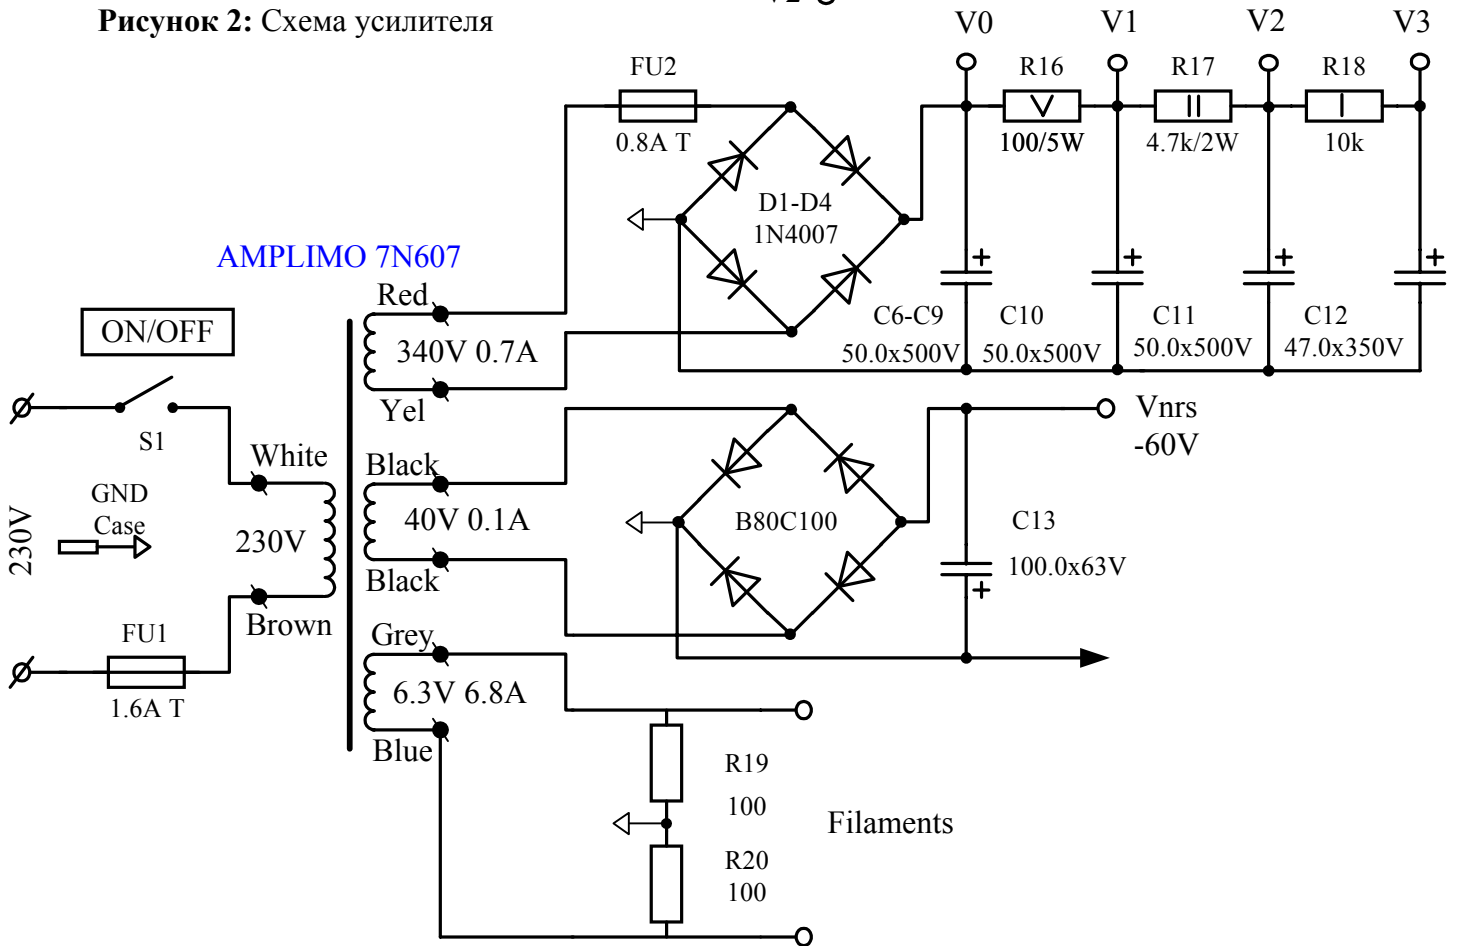 Рисунок 2: Схема усилителя
V0
V1
V2
V3
FU2
0.8A T
R16
100/5W
R17
4.7k/2W
R18
10k
D1-D4
1N4007
AMPLIMO 7N607
Red
340V 0.7A
Yel
C6-C9
50.0x500V
C10
50.0x500V
C11
50.0x500V
C12
47.0x350V
ON/OFF
S1
White
230V
GND
Case
230V
Brown
FU1
1.6A T
Black
40V 0.1A
Black
B80C100
Vnrs
-60V
C13
100.0x63V
Grey
6.3V 6.8A
Blue
R19
100
R20
100
Filaments